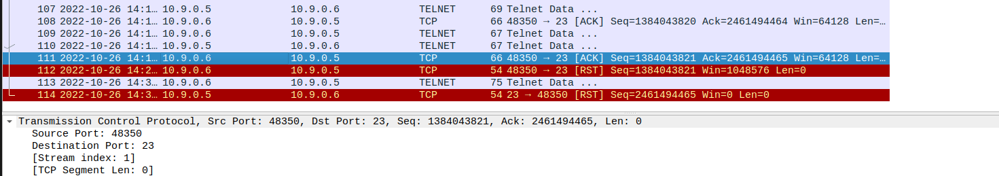 107 2022-10-26 14:1… 10.9.0.5 10.9.0.6 TELNET 69 Telnet Data ...
108 2022-10-26 14:1… 10.9.0.6 10.9.0.5 TCP 66 48350 → 23 [ACK] Seq=1384043820 Ack=2461494464 Win=64128 Len=…
109 2022-10-26 14:1… 10.9.0.6 10.9.0.5 TELNET 67 Telnet Data ...
110 2022-10-26 14:1… 10.9.0.5 10.9.0.6 TELNET 67 Telnet Data ...
111 2022-10-26 14:1… 10.9.0.6 10.9.0.5 TCP 66 48350 → 23 [ACK] Seq=1384043821 Ack=2461494465 Win=64128 Len=…
112 2022-10-26 14:2… 10.9.0.6 10.9.0.5 TCP 54 48350 → 23 [RST] Seq=1384043821 Win=1048576 Len=0
113 2022-10-26 14:3… 10.9.0.5 10.9.0.6 TELNET 75 Telnet Data ...
114 2022-10-26 14:3… 10.9.0.5 10.9.0.6 TCP 54 23 → 48350 [RST] Seq=2461494465 Win=0 Len=0
Transmission Control Protocol, Src Port: 48350, Dst Port: 23, Seq: 1384043821, Ack: 2461494465, Len: 0
Source Port: 48350
Destination Port: 23
[Stream index: 1]
[TCP Segment Len: 0]